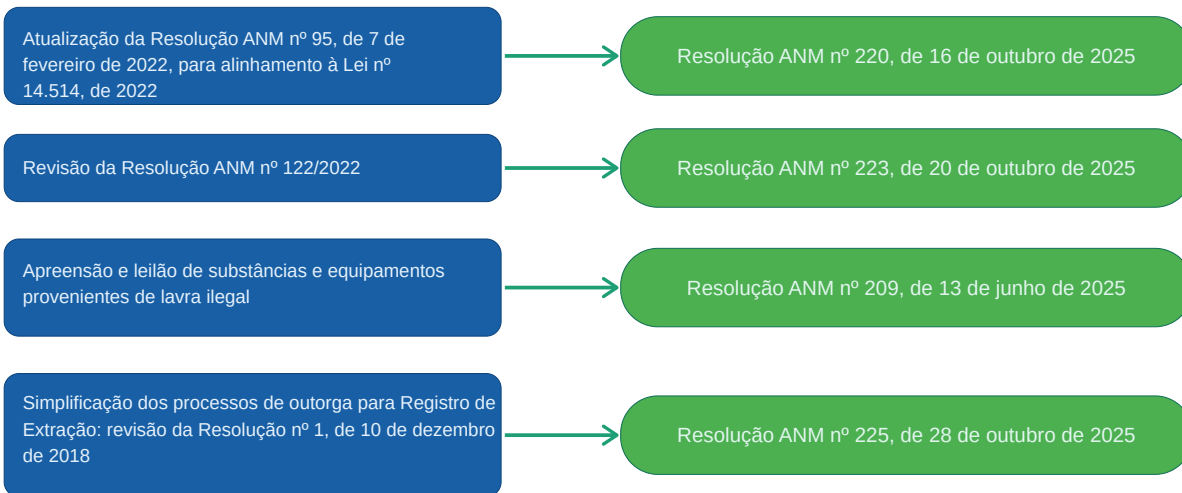 Atualização da Resolução ANM nº 95, de 7 de
fevereiro de 2022, para alinhamento à Lei nº
14.514, de 2022
Resolução ANM nº 220, de 16 de outubro de 2025
Revisão da Resolução ANM nº 122/2022
Resolução ANM nº 223, de 20 de outubro de 2025
Apreensão e leilão de substâncias e equipamentos
provenientes de lavra ilegal
Resolução ANM nº 209, de 13 de junho de 2025
Simplificação dos processos de outorga para Registro de
Extração: revisão da Resolução nº 1, de 10 de dezembro
de 2018
Resolução ANM nº 225, de 28 de outubro de 2025